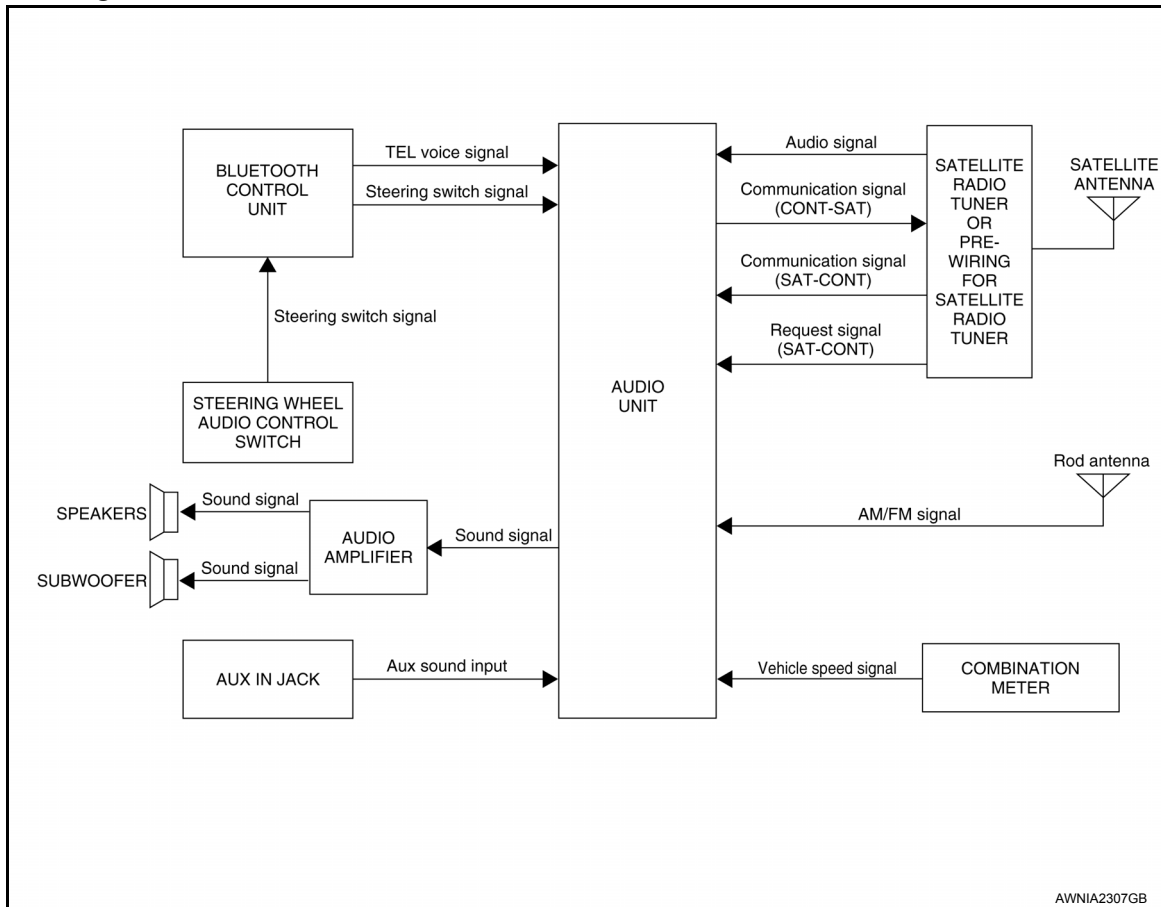 BLUETOOTH
CONTROL
UNIT
TEL voice signal
Steering switch signal
Steering switch signal
STEERING WHEEL
AUDIO CONTROL
SWITCH
SPEAKERS
Sound signal
SUBWOOFER
Sound signal
AUDIO
AMPLIFIER
Sound signal
AUX IN JACK
Aux sound input
AUDIO
UNIT
Audio signal
Communication signal
(CONT-SAT)
Communication signal
(SAT-CONT)
Request signal
(SAT-CONT)
SATELLITE
RADIO
TUNER
OR
PRE-
WIRING
FOR
SATELLITE
RADIO
TUNER
SATELLITE
ANTENNA
Rod antenna
AM/FM signal
Vehicle speed signal
COMBINATION
METER
AWNIA2307GB